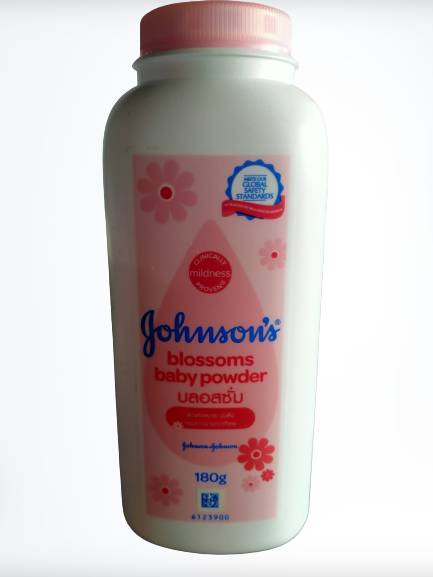 MEETS OUR
GLOBAL
SAFETY
STANDARDS
CLINICALLY
mildness
PROVEN
Johnson's®
blossoms
baby powder
บลอสซั่ม
Johnson & Johnson
180g
6123900